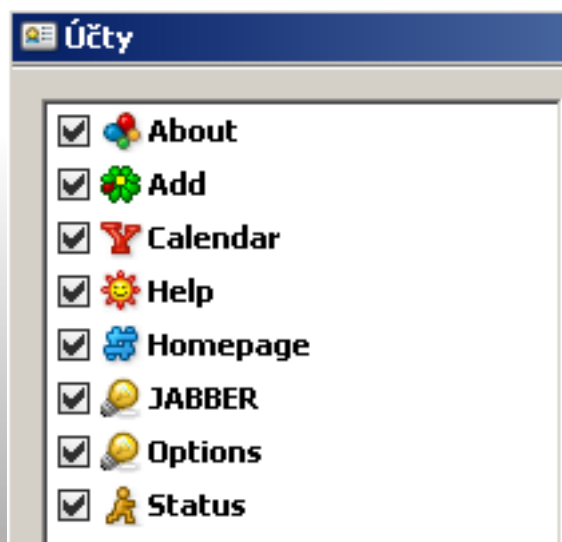 Účty
About
Add
Calendar
Help
Homepage
JABBER
Options
Status